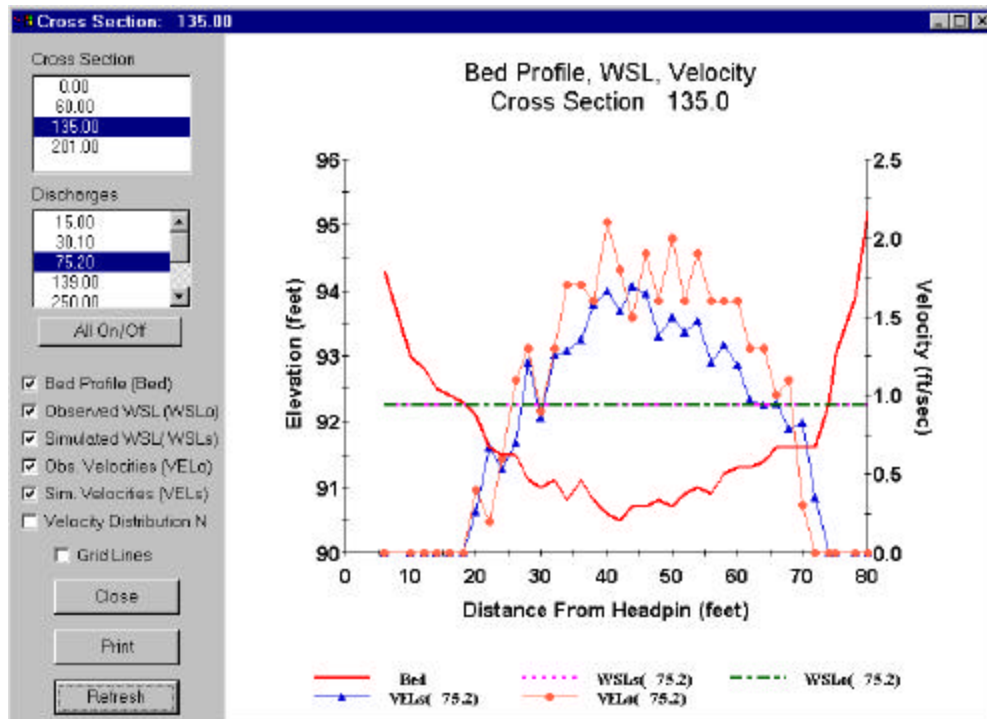 Cross Section: 135.00
Cross Section
0.00
60.00
135.00
201.00
Discharges
15.00
30.10
75.20
139.00
250.00
All On/Off
Bed Profile (Bed)
Observed WSL (WSLo)
Simulated WSL( WSLs)
Obs. Velocities (VELo)
Sim. Velocities (VELs)
Velocity Distribution N
Grid Lines
Close
Print
Refresh
Bed Profile, WSL, Velocity
Cross Section 135.0
96
95
94
93
92
91
90
Elevation (feet)
2.5
2.0
1.5
1.0
0.5
0.0
Velocity (ft/sec)
0 10 20 30 40 50 60 70 80
Distance From Headpin (feet)
Bed WSLs( 75.2) WSLo( 75.2)
VELs( 75.2) VELo( 75.2)